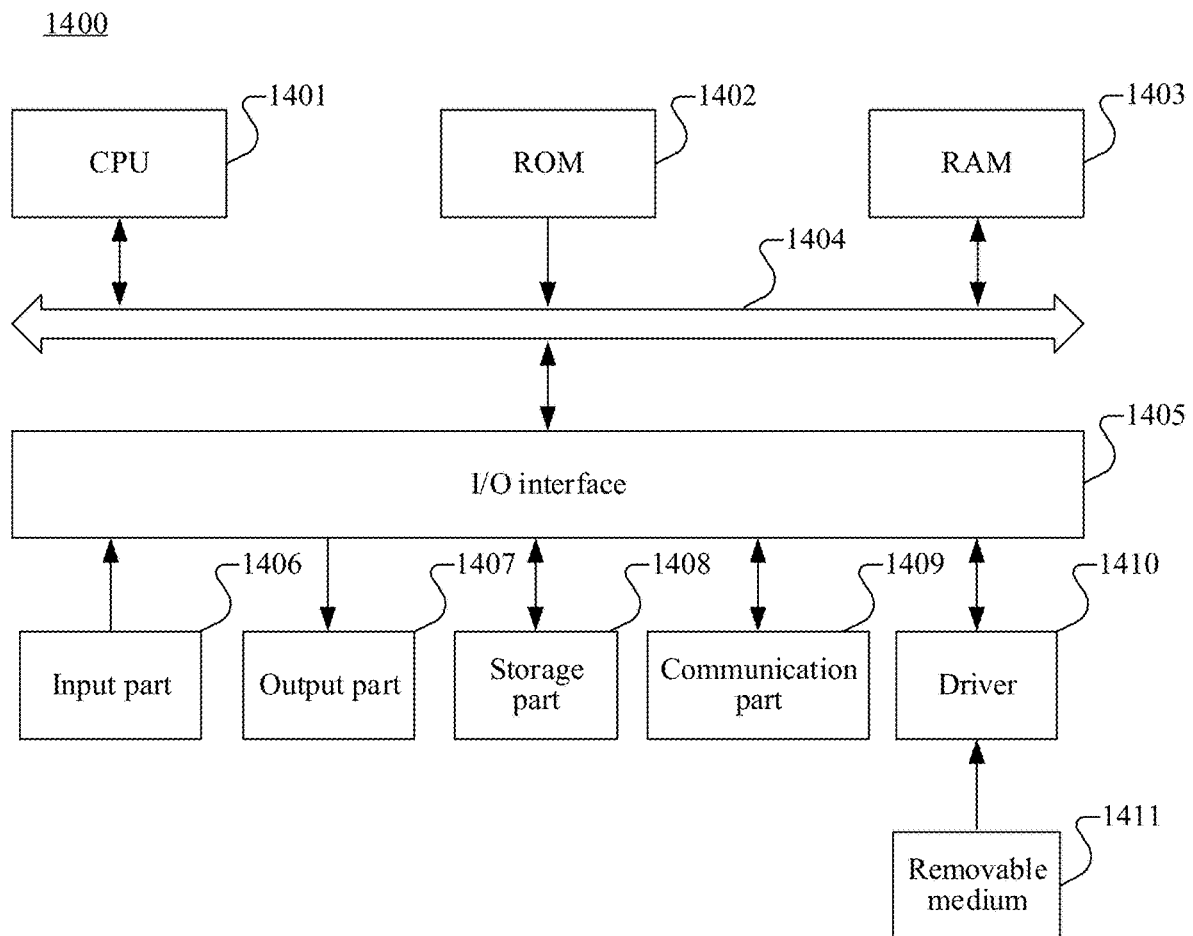 1400
1401
1402
1403
CPU
ROM
RAM
1404
1405
I/O interface
1406
1407
1408
1409
1410
Input part
Output part
Storage
part
Communication
part
Driver
1411
Removable
medium